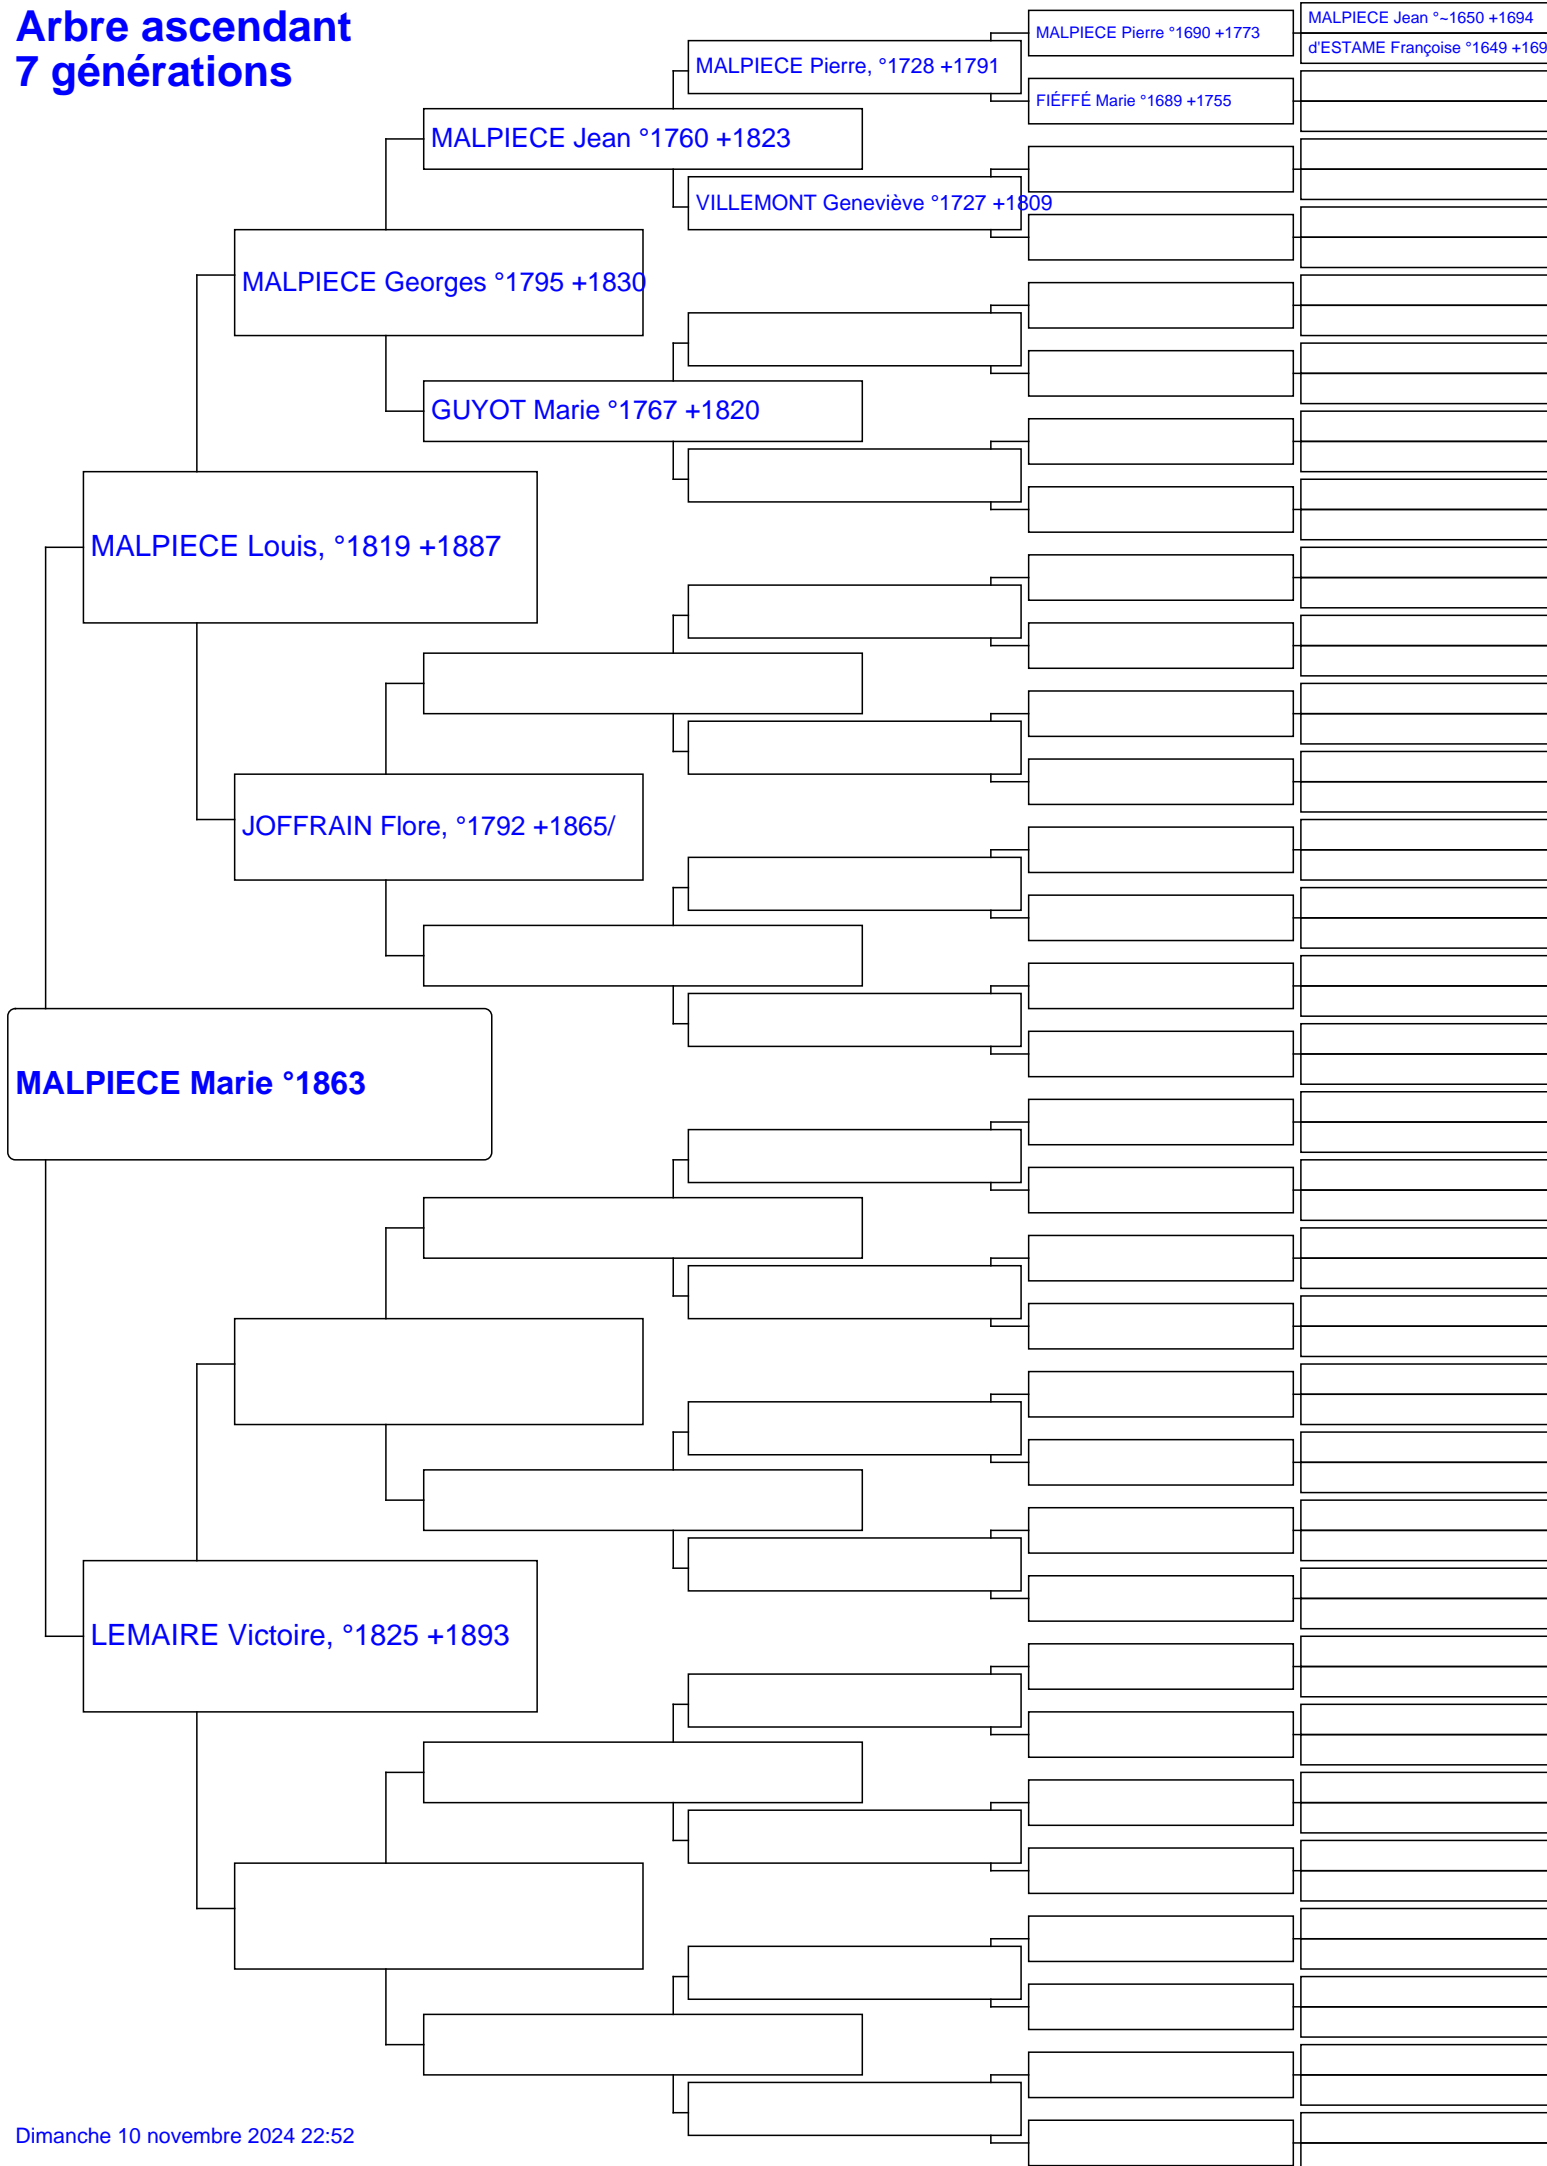 Arbre ascendant
7 générations
MALPIECE Jean °~1650 +1694
d'ESTAME Françoise °1649 +169
MALPIECE Pierre °1690 +1773
MALPIECE Pierre, °1728 +1791
FIÉFFÉ Marie °1689 +1755
MALPIECE Jean °1760 +1823
VILLEMONT Geneviève °1727 +1809
MALPIECE Georges °1795 +1830
GUYOT Marie °1767 +1820
MALPIECE Louis, °1819 +1887
JOFFRAIN Flore, °1792 +1865/
MALPIECE Marie °1863
LEMAIRE Victoire, °1825 +1893
Dimanche 10 novembre 2024 22:52